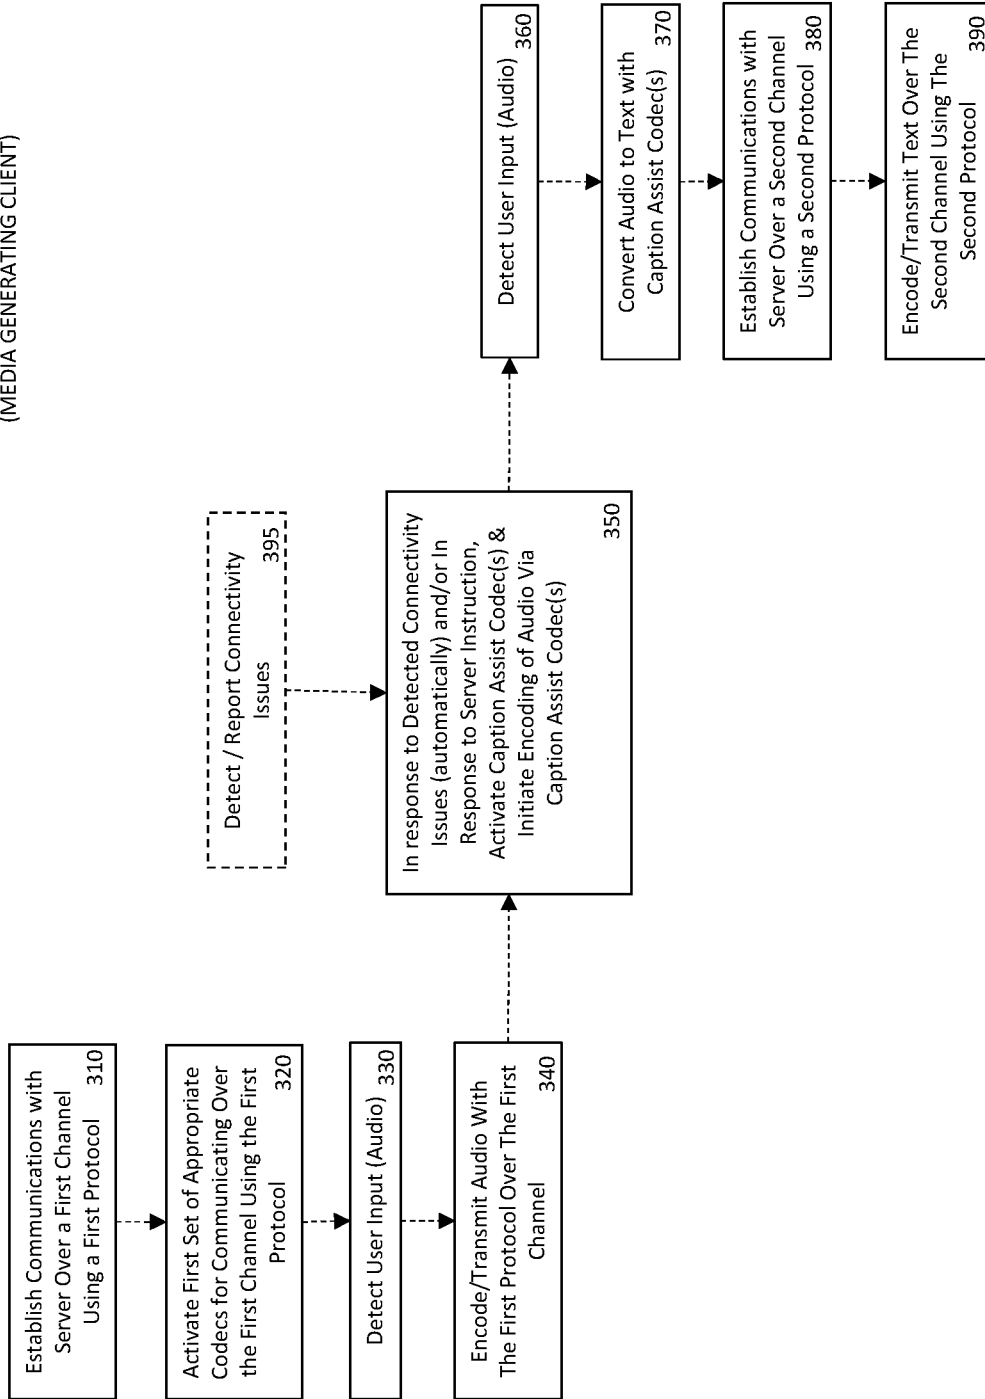 (MEDIA GENERATING CLIENT)
Establish Communications with
Server Over a First Channel
Using a First Protocol
310
Activate First Set of Appropriate
Codecs for Communicating Over
the First Channel Using the First
Protocol
320
Detect User Input (Audio)
330
Encode/Transmit Audio With
The First Protocol Over The First
Channel
340
Detect / Report Connectivity
Issues
395
In response to Detected Connectivity
Issues (automatically) and/or In
Response to Server Instruction,
Activate Caption Assist Codec(s) &
Initiate Encoding of Audio Via
Caption Assist Codec(s)
350
Detect User Input (Audio)
360
Convert Audio to Text with
Caption Assist Codec(s)
370
Establish Communications with
Server Over a Second Channel
Using a Second Protocol
380
Encode/Transmit Text Over The
Second Channel Using The
Second Protocol
390